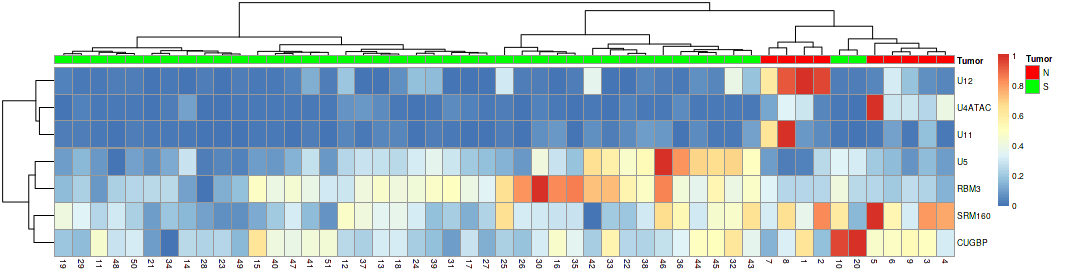 Tumor
U12
U4ATAC
U11
U5
RBM3
SRM160
CUGBP
19 29 11 48 50 21 34 14 28 23 49 15 40 47 41 51 12 37 13 18 24 39 31 17 27 25 26 30 16 35 42 33 22 38 46 36 44 45 32 43 7 8 1 2 10 20 5 6 9 3 4
1
0.8
0.6
0.4
0.2
0
Tumor
N
S